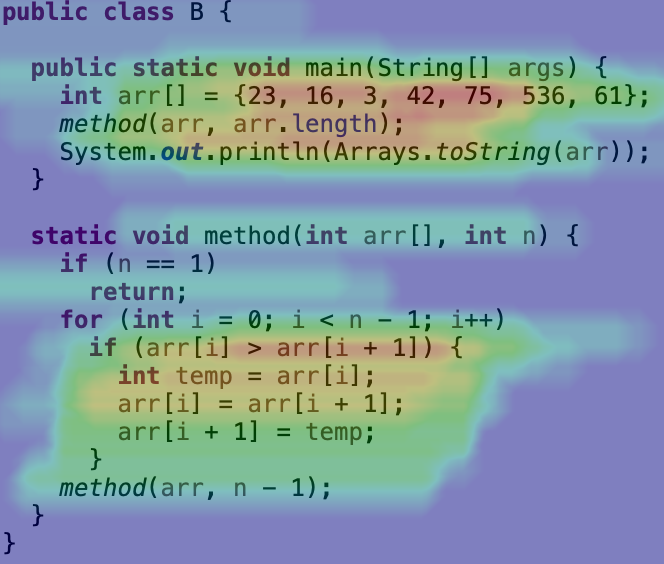 public class B {
public static void main(String[] args) {
int arr[] = {23, 16, 3, 42, 75, 536, 61};
method(arr, arr.length);
System.out.println(Arrays.toString(arr));
}
static void method(int arr[], int n) {
if (n == 1)
return;
for (int i = 0; i < n - 1; i++)
if (arr[i] > arr[i + 1]) {
int temp = arr[i];
arr[i] = arr[i + 1];
arr[i + 1] = temp;
}
method(arr, n - 1);
}
}